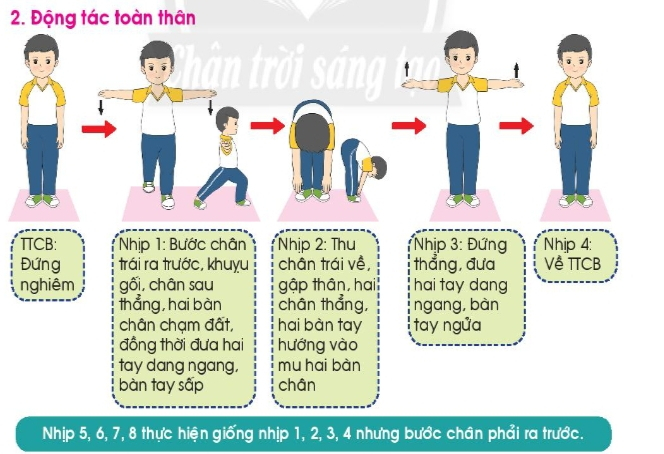 2. Động tác toàn thân
Chân trời sáng tạo
TTCB:
Đứng
nghiêm
Nhịp 1: Bước chân
trái ra trước, khuỵu
gối, chân sau
thẳng, hai bàn
chân chạm đất,
đồng thời đưa hai
tay dang ngang,
bàn tay sấp
Nhịp 2: Thu
chân trái về,
gập thân, hai
chân thẳng,
hai bàn tay
hướng vào
mu hai bàn
chân
Nhịp 3: Đứng
thẳng, đưa
hai tay dang
ngang, bàn
tay ngửa
Nhịp 4:
Về TTCB
Nhịp 5, 6, 7, 8 thực hiện giống nhịp 1, 2, 3, 4 nhưng bước chân phải ra trước.